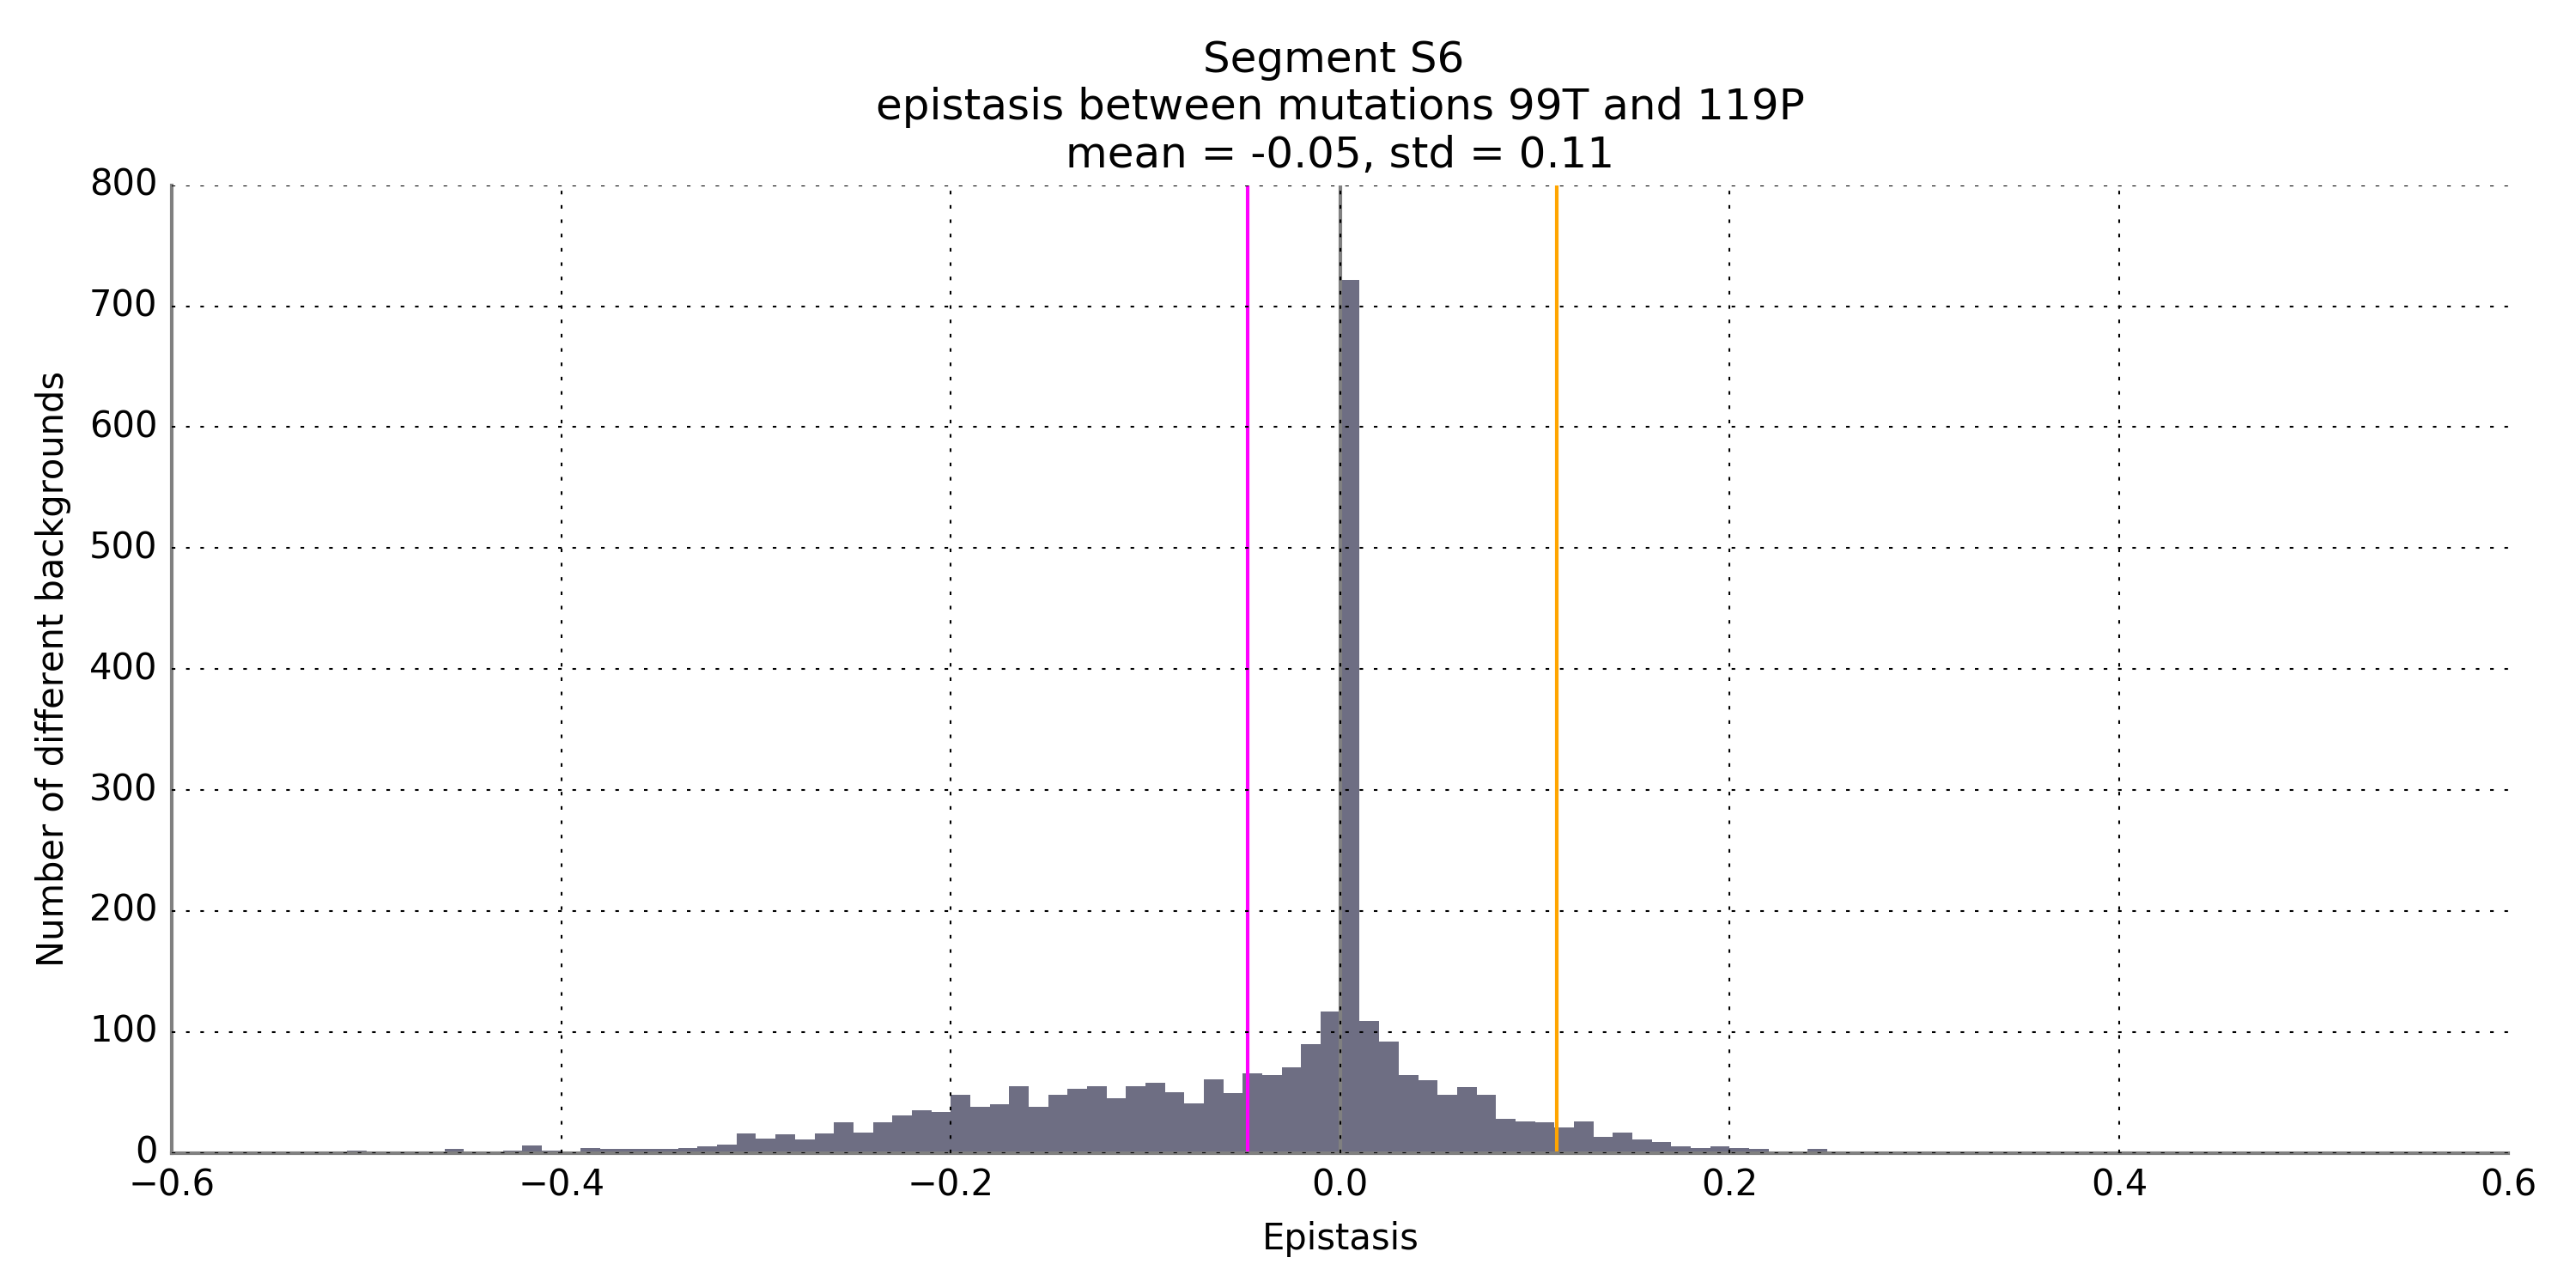 Segment S6
epistasis between mutations 99T and 119P
mean = -0.05, std = 0.11
800
700
600
500
400
300
200
100
0
Number of different backgrounds
−0.6 −0.4 −0.2 0.0 0.2 0.4 0.6
Epistasis